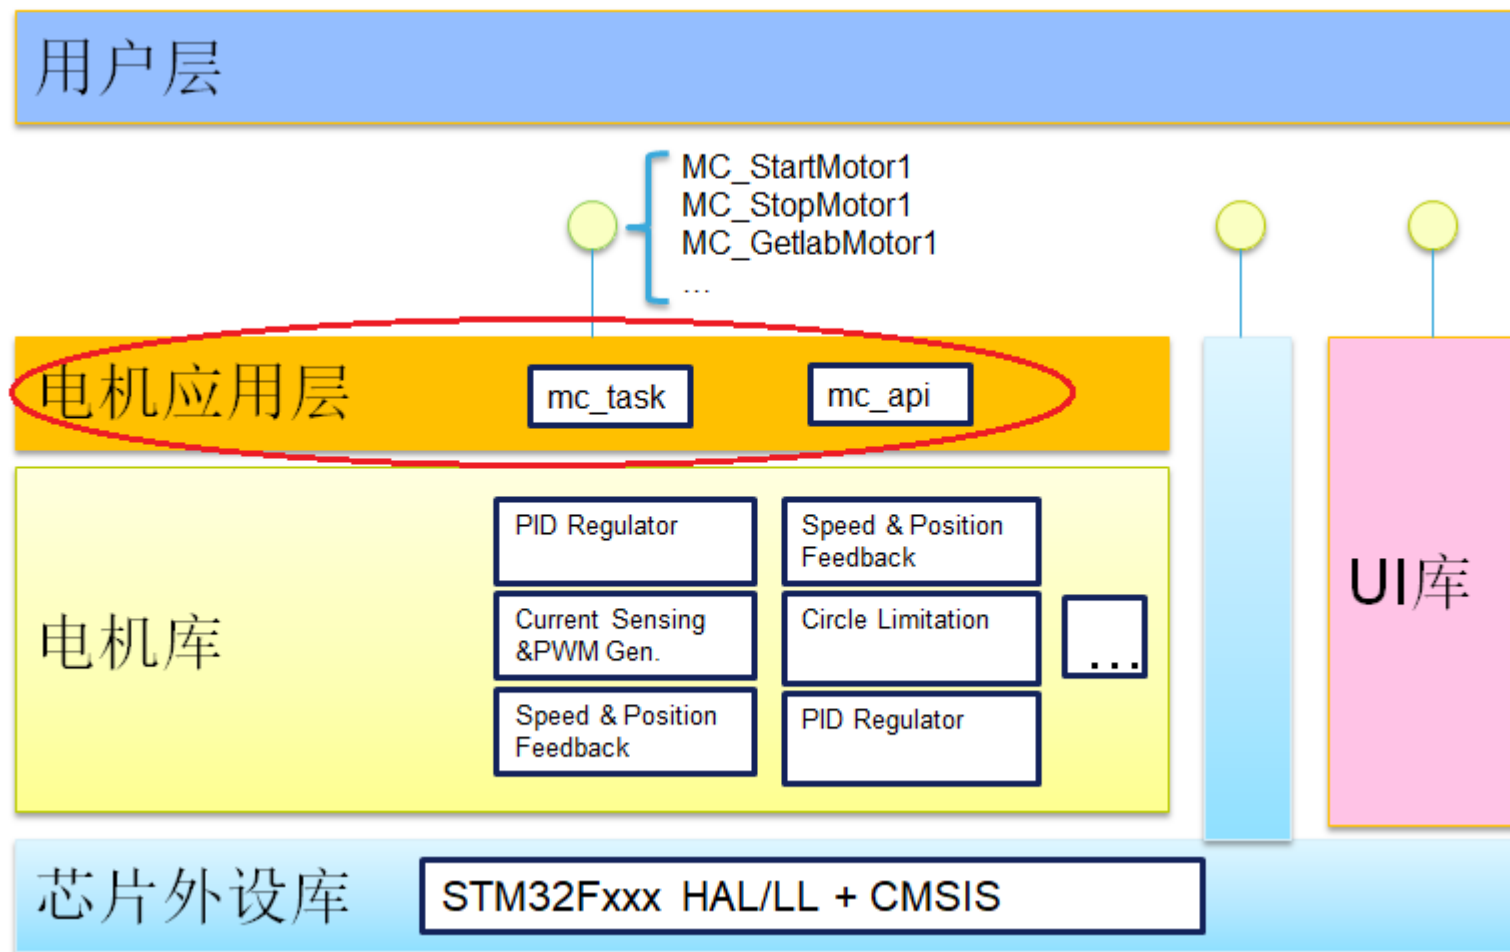 用户层
MC_StartMotor1
MC_StopMotor1
MC_GetlabMotor1
...
电机应用层
mc_task
mc_api
电机库
PID Regulator
Speed & Position
Feedback
Current Sensing
&PWM Gen.
Circle Limitation
...
Speed & Position
Feedback
PID Regulator
UI库
芯片外设库
STM32Fxxx HAL/LL + CMSIS